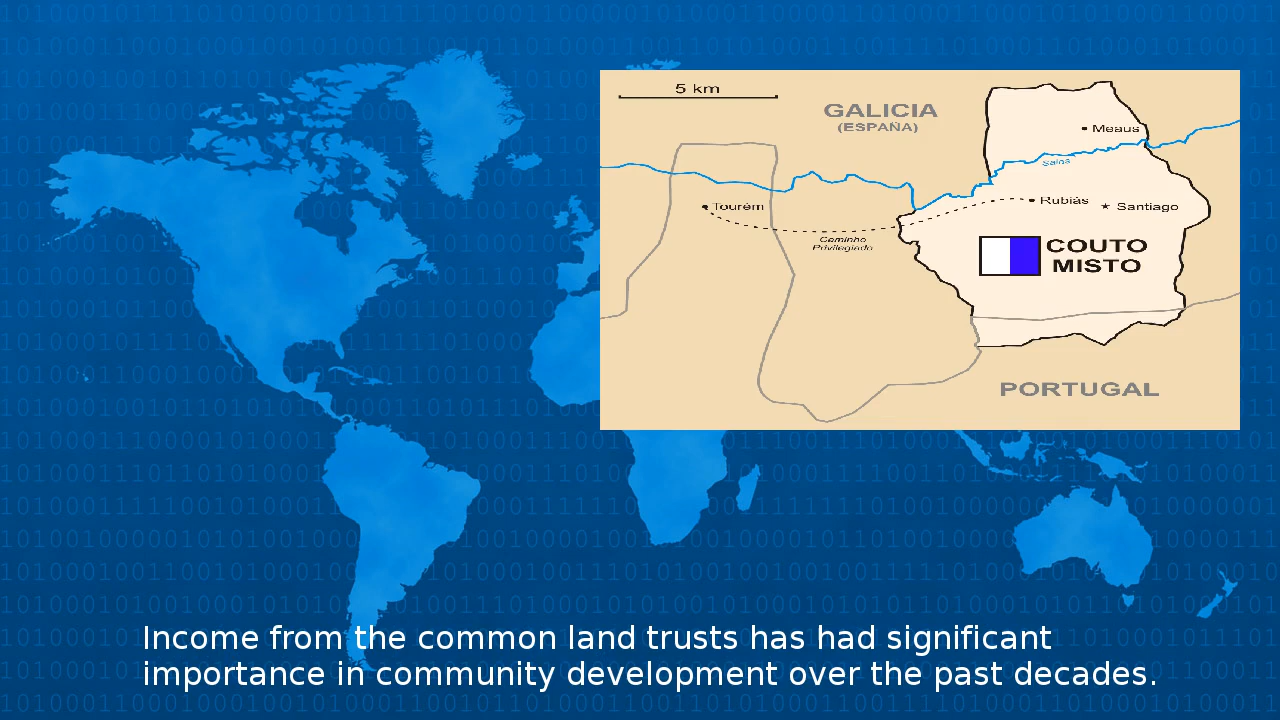 5 km
GALICIA
(ESPAÑA)
Meaus
Salas
Tourém
Rubiás
Santiago
Caminho
Privilegiado
COUTO
MISTO
PORTUGAL
Income from the common land trusts has had significant
importance in community development over the past decades.